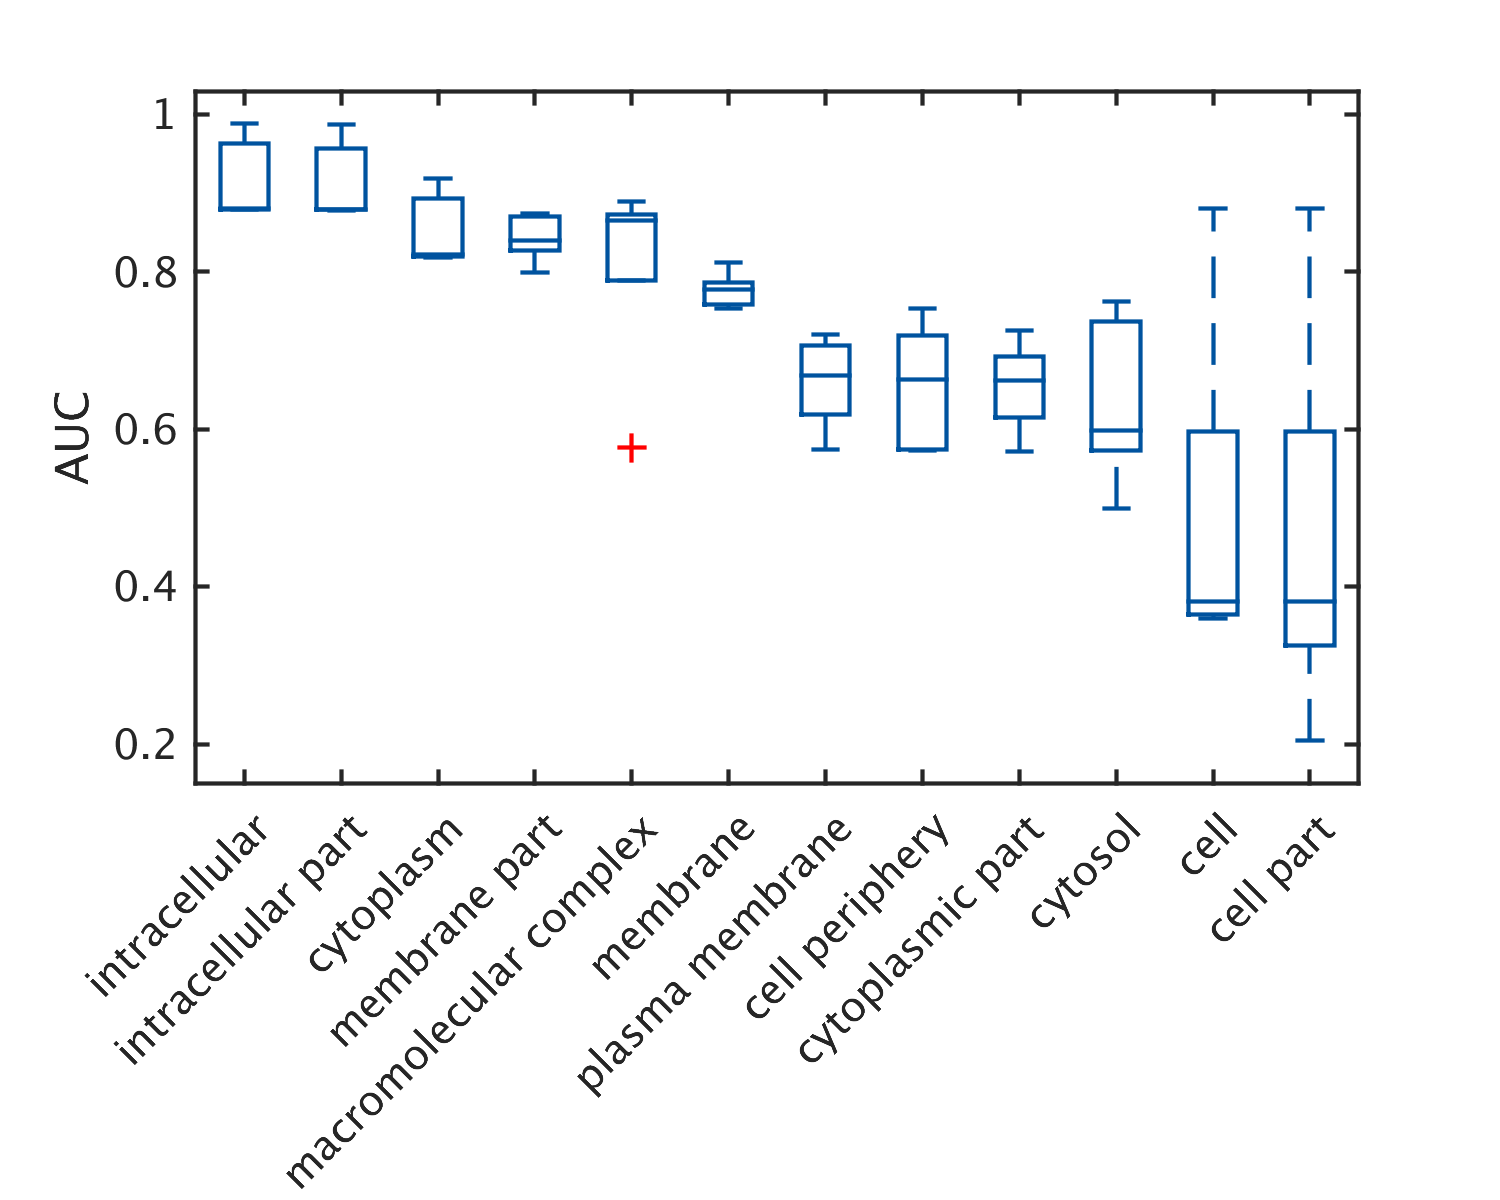 1
0.8
0.6
0.4
0.2
AUC
intracellular
intracellular part
cytoplasm
membrane part
macromolecular complex
membrane
plasma membrane
cell periphery
cytoplasmic part
cytosol
cell
cell part